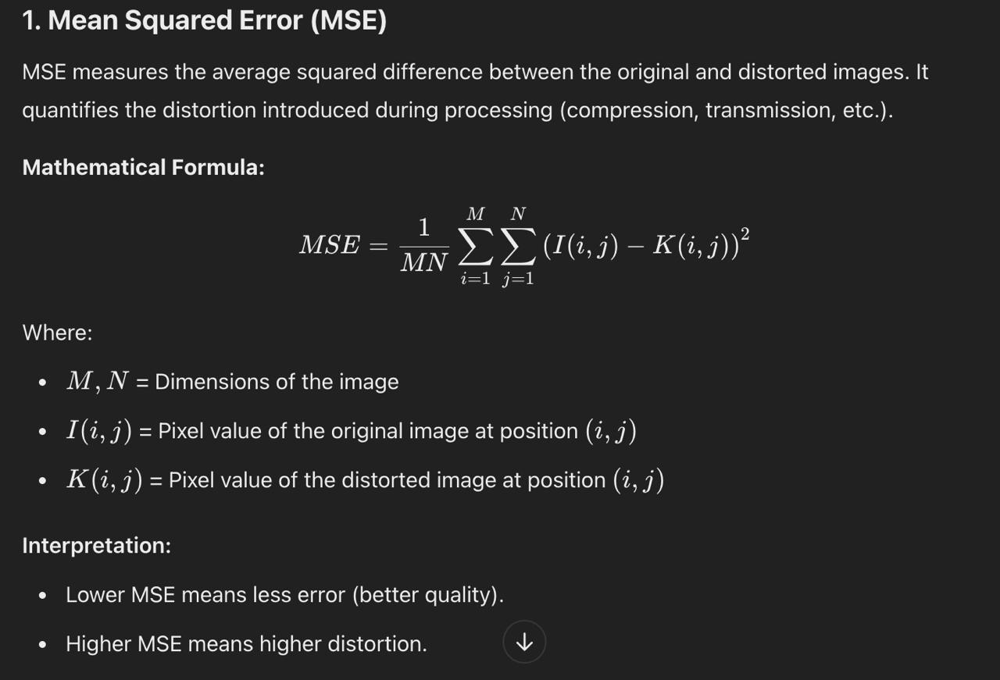 1. Mean Squared Error (MSE)
MSE measures the average squared difference between the original and distorted images. It
quantifies the distortion introduced during processing (compression, transmission, etc.).
Mathematical Formula:
MSE = \frac{1}{MN} \sum_{i=1}^{M} \sum_{j=1}^{N} (I(i, j) − K(i, j))^2
Where:
• M, N = Dimensions of the image
• I(i, j) = Pixel value of the original image at position (i, j)
• K(i, j) = Pixel value of the distorted image at position (i, j)
Interpretation:
• Lower MSE means less error (better quality).
• Higher MSE means higher distortion.